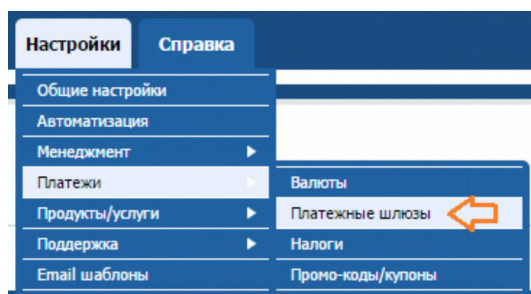 Настройки Справка
Общие настройки
Автоматизация
Менеджмент
Платежи Валюты
Продукты/услуги Платежные шлюзы
Поддержка Налоги
Email шаблоны Промо-коды/купоны